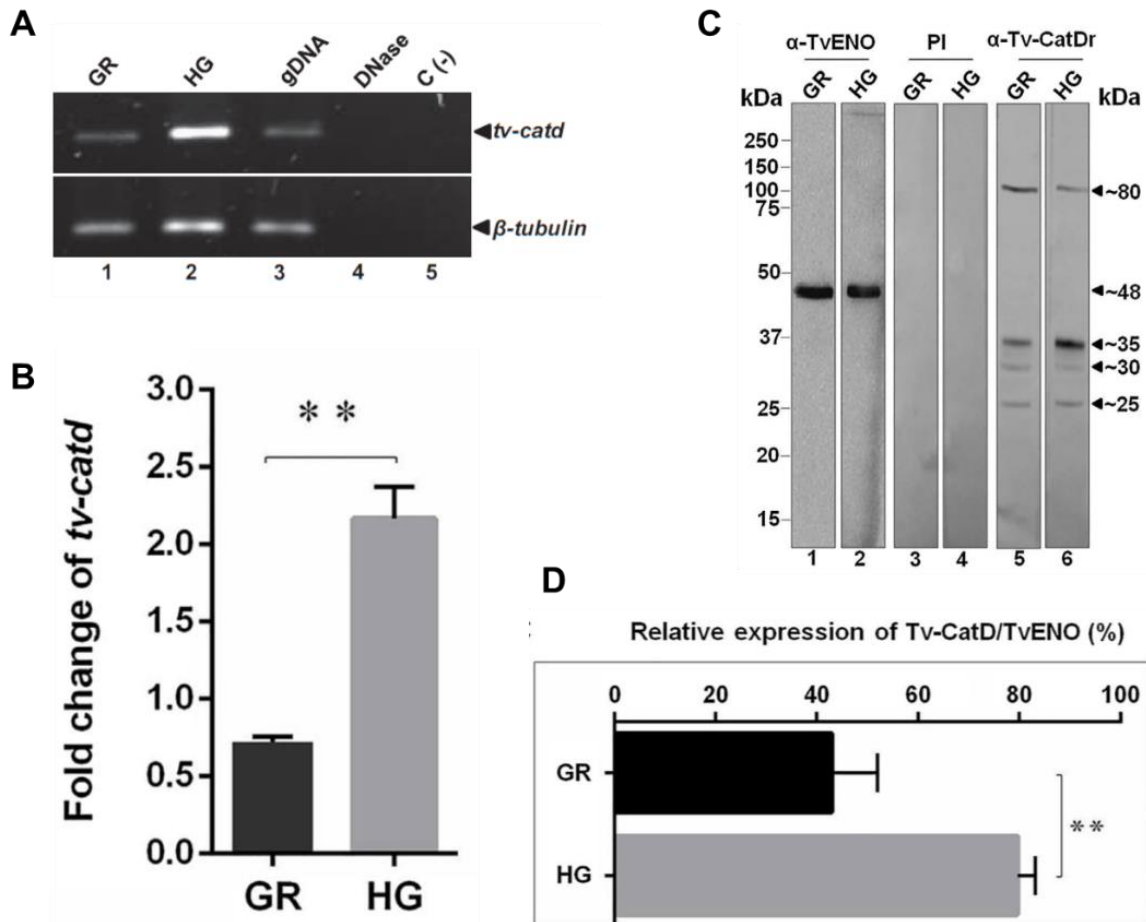 A
GR HG gDNA DNase C (-)
tv-catd
β-tubulin
1 2 3 4 5
B
Fold change of tv-catd
3.0
2.5
2.0
1.5
1.0
0.5
0.0
* *
GR HG
C
α-TvENO PI α-Tv-CatDr
GR HG GR HG GR HG
kDa kDa
250
150
100
75
50
37
25
20
15
~80
~48
~35
~30
~25
1 2 3 4 5 6
D
Relative expression of Tv-CatD/TvENO (%)
0 20 40 60 80 100
GR
HG
**